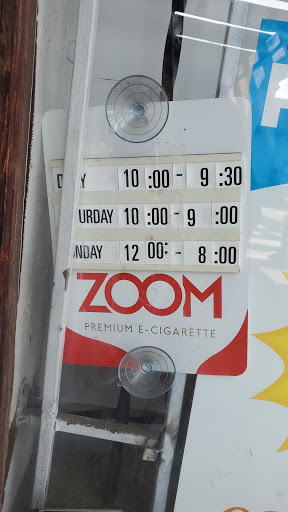 10:00 - 9:30
URDAY 10:00 - 9:00
NDAY 12 00: - 8:00
ZOOM
PREMIUM E-CIGARETTE